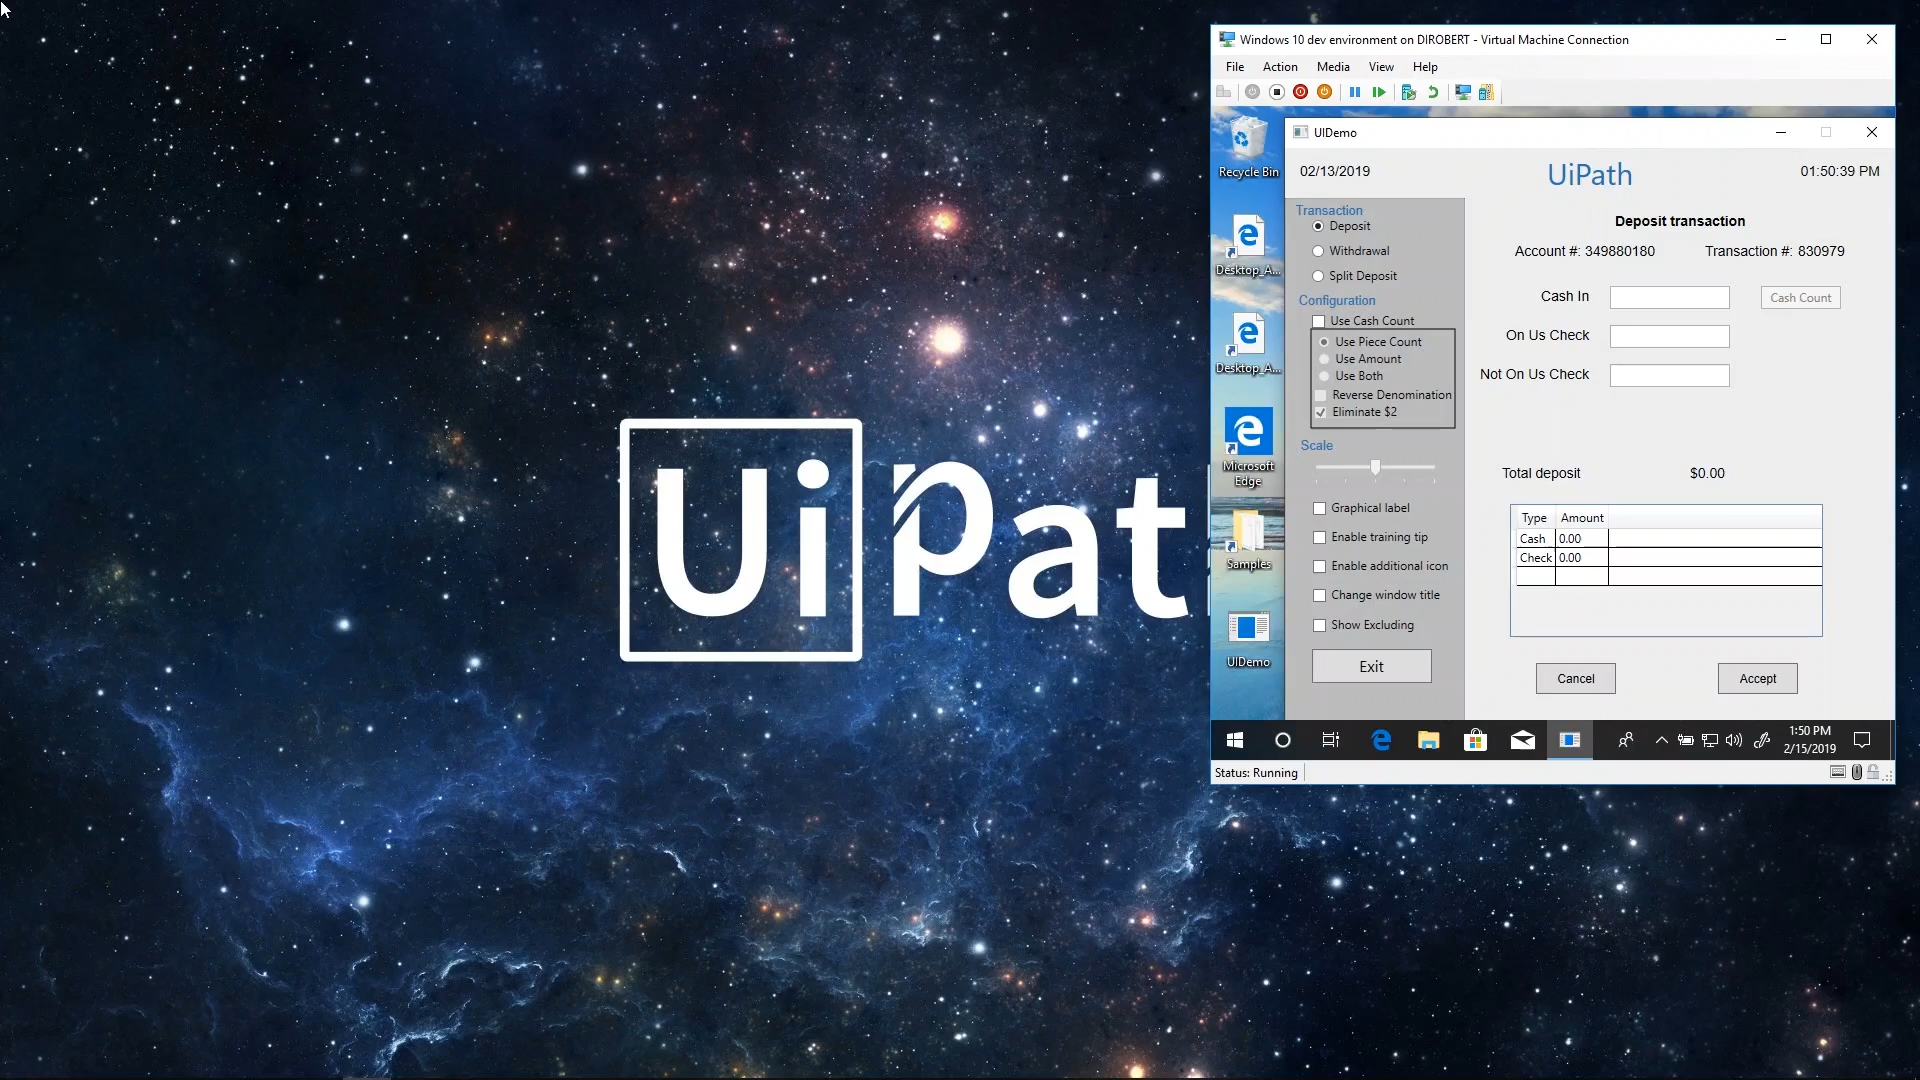 Windows 10 dev environment on DIROBERT - Virtual Machine Connection
File Action Media View Help
UIDemo
Recycle Bin
02/13/2019
UiPath
01:50:39 PM
Transaction
Deposit
Withdrawal
Split Deposit
Configuration
Use Cash Count
Use Piece Count
Use Amount
Use Both
Reverse Denomination
Eliminate $2
Scale
Graphical label
Enable training tip
Enable additional icon
Change window title
Show Excluding
Exit
Deposit transaction
Account #: 349880180 Transaction #: 830979
Cash In
Cash Count
On Us Check
Not On Us Check
Total deposit $0.00
Type Amount
Cash 0.00
Check 0.00
Cancel
Accept
Desktop_A...
Desktop_A...
Microsoft
Edge
Samples
UIDemo
1:50 PM
2/15/2019
Status: Running
UiPat